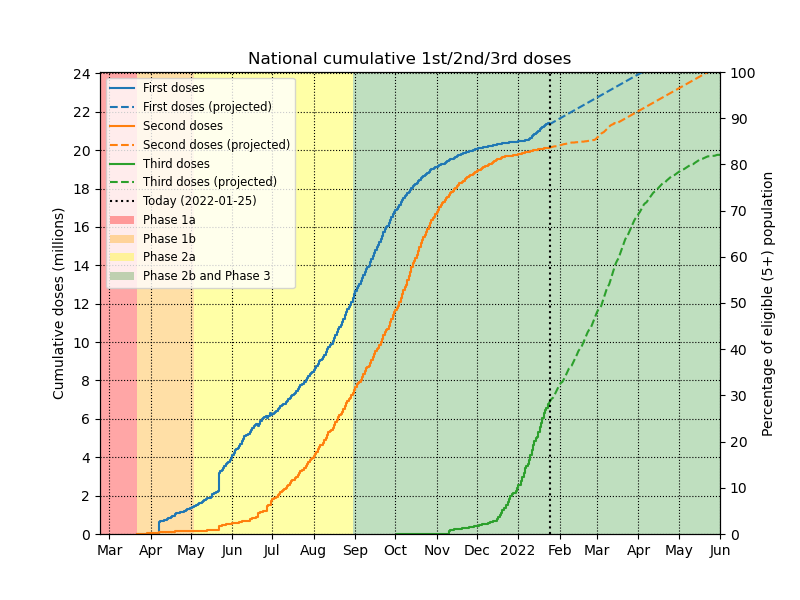 National cumulative 1st/2nd/3rd doses
Cumulative doses (millions)
24
22
20
18
16
14
12
10
8
6
4
2
0
First doses
First doses (projected)
Second doses
Second doses (projected)
Third doses
Third doses (projected)
Today (2022-01-25)
Phase 1a
Phase 1b
Phase 2a
Phase 2b and Phase 3
100
90
80
70
60
50
40
30
20
10
0
Percentage of eligible (5+) population
Mar Apr May Jun Jul Aug Sep Oct Nov Dec 2022 Feb Mar Apr May Jun